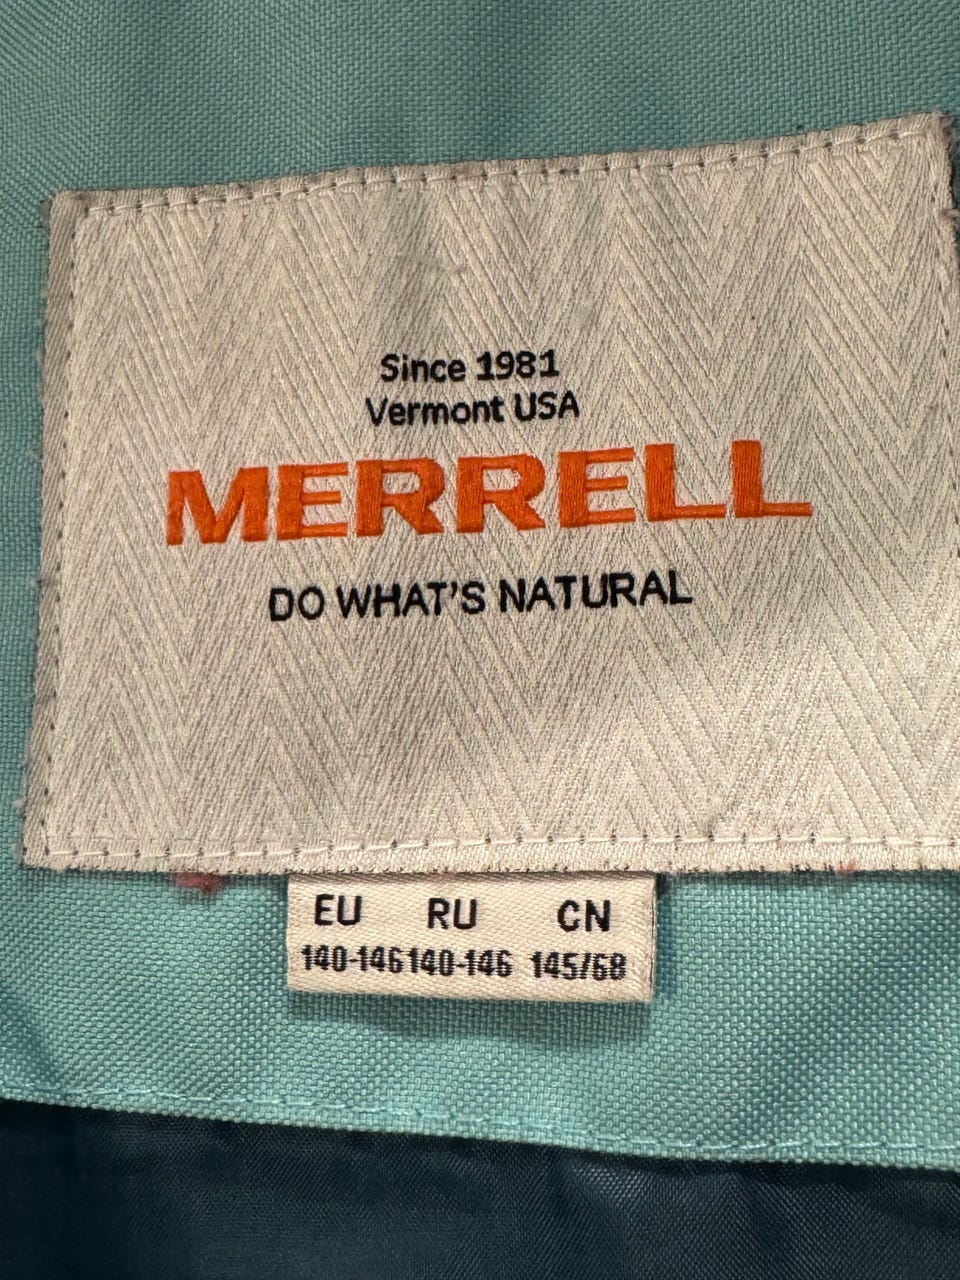 Since 1981
Vermont USA
MERRELL
DO WHAT'S NATURAL
EU RU CN
140-146 140-146 145/68